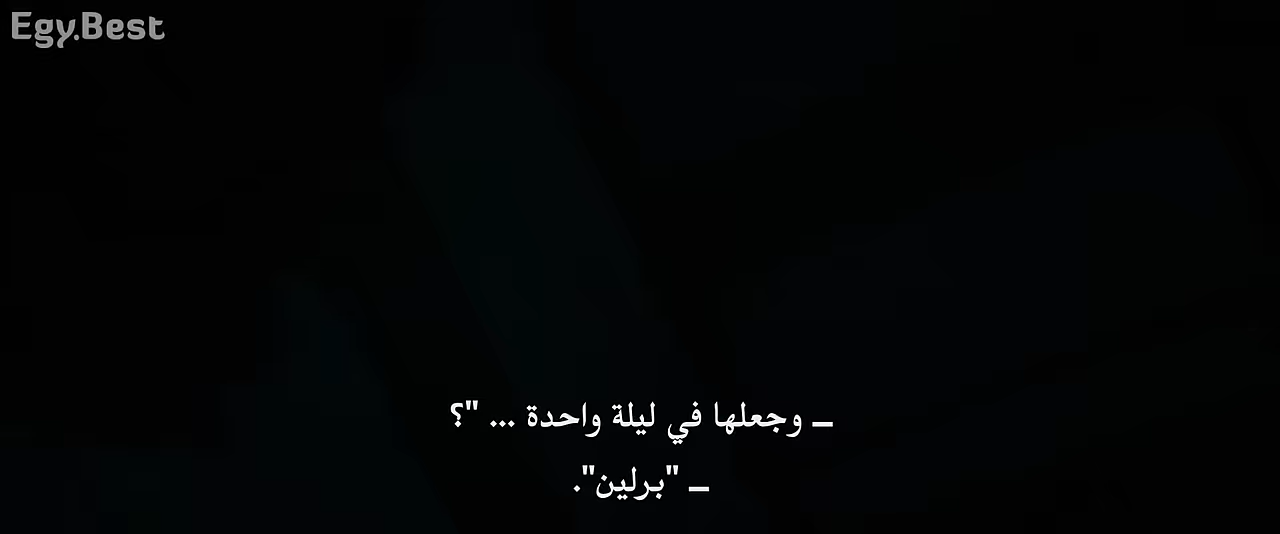 Egy.Best
ـ وجعلها في ليلة واحدة ... "؟
ـ "برلين".